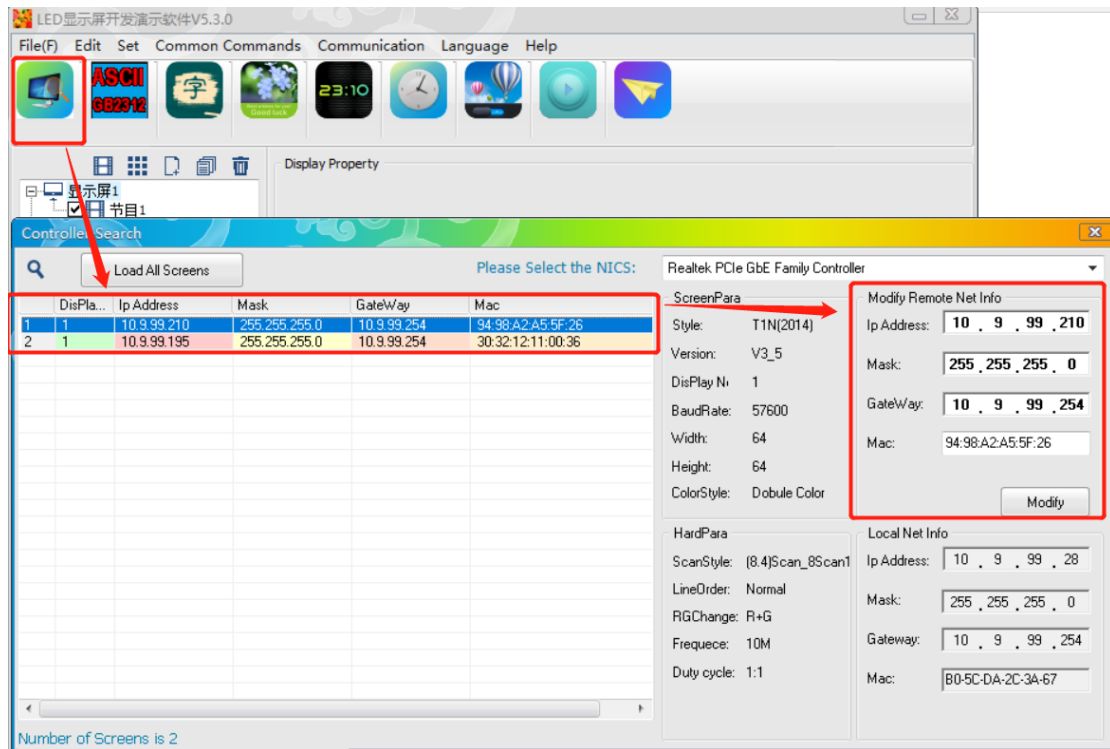 LED显示屏开发演示软件V5.3.0
File(F) Edit Set Common Commands Communication Language Help
ASCII
GB2312
字
Good luck
23:10
Display Property
显示屏1
节目1
Controller Search
Load All Screens
Please Select the NICS:
Realtek PCIe GbE Family Controller
DisPla... Ip Address Mask GateWay Mac
1 1 10.9.99.210 255.255.255.0 10.9.99.254 94:98:A2:A5:5F:26
2 1 10.9.99.195 255.255.255.0 10.9.99.254 30:32:12:11:00:36
ScreenPara
Style: T1N(2014)
Version: V3_5
DisPlay N 1
BaudRate: 57600
Width: 64
Height: 64
ColorStyle: Dobule Color
Modify Remote Net Info
Ip Address: 10 . 9 . 99 . 210
Mask: 255 . 255 . 255 . 0
GateWay: 10 . 9 . 99 . 254
Mac: 94:98:A2:A5:5F:26
Modify
HardPara
ScanStyle: (8.4)Scan_8Scan1
LineOrder: Normal
RGChange: R+G
Frequece: 10M
Duty cycle: 1:1
Local Net Info
Ip Address: 10 . 9 . 99 . 28
Mask: 255 . 255 . 255 . 0
Gateway: 10 . 9 . 99 . 254
Mac: B0-5C-DA-2C-3A-67
Number of Screens is 2